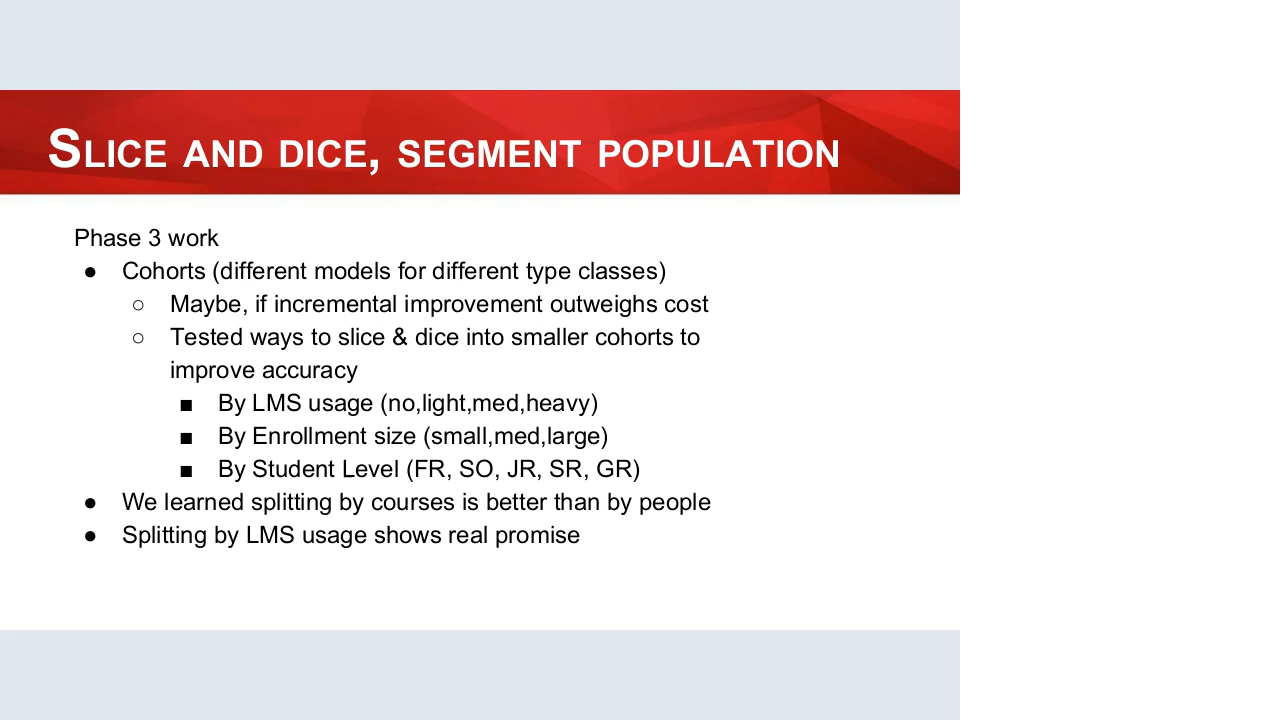 Slice and dice, segment population
Phase 3 work
● Cohorts (different models for different type classes)
○ Maybe, if incremental improvement outweighs cost
○ Tested ways to slice & dice into smaller cohorts to
improve accuracy
■ By LMS usage (no,light,med,heavy)
■ By Enrollment size (small,med,large)
■ By Student Level (FR, SO, JR, SR, GR)
● We learned splitting by courses is better than by people
● Splitting by LMS usage shows real promise